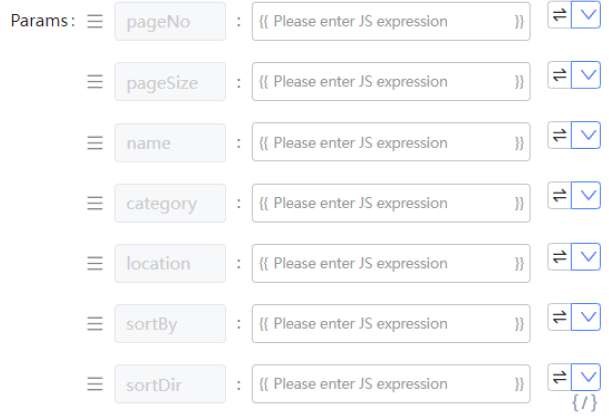 Params : pageNo : {{ Please enter JS expression }}
pageSize : {{ Please enter JS expression }}
name : {{ Please enter JS expression }}
category : {{ Please enter JS expression }}
location : {{ Please enter JS expression }}
sortBy : {{ Please enter JS expression }}
sortDir : {{ Please enter JS expression }}
{/}